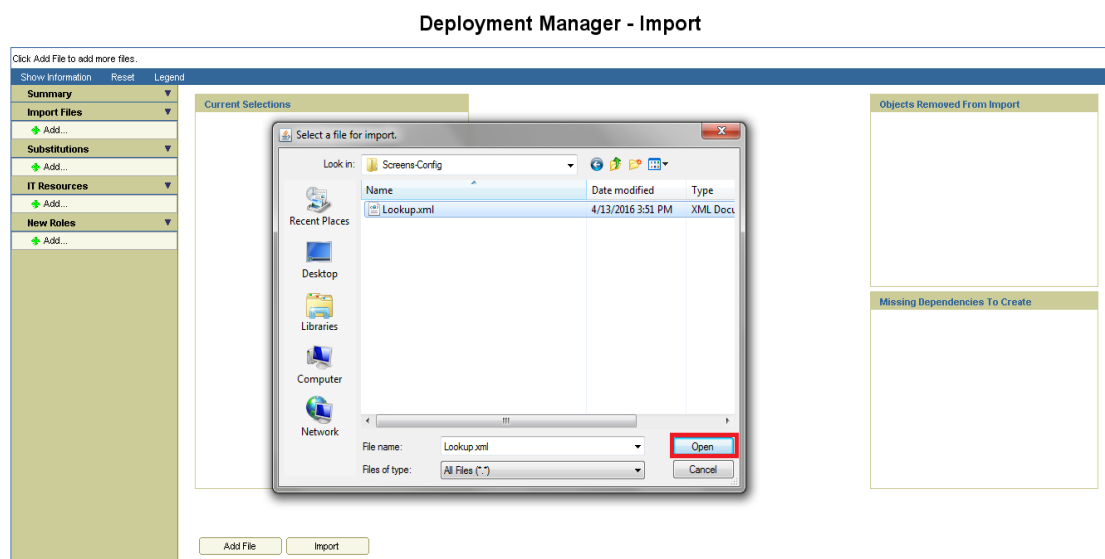 Deployment Manager - Import
Click Add File to add more files.
Show Information Reset Legend
Summary
Import Files
Add...
Substitutions
Add...
IT Resources
Add...
New Roles
Add...
Current Selections
Objects Removed From Import
Missing Dependencies To Create
Select a file for import.
Look in: Screens-Config
Recent Places
Desktop
Libraries
Computer
Network
Name Date modified Type
Lookup.xml 4/13/2016 3:51 PM XML Docu
File name: Lookup.xml Open
Files of type: All Files (*.*) Cancel
Add File Import